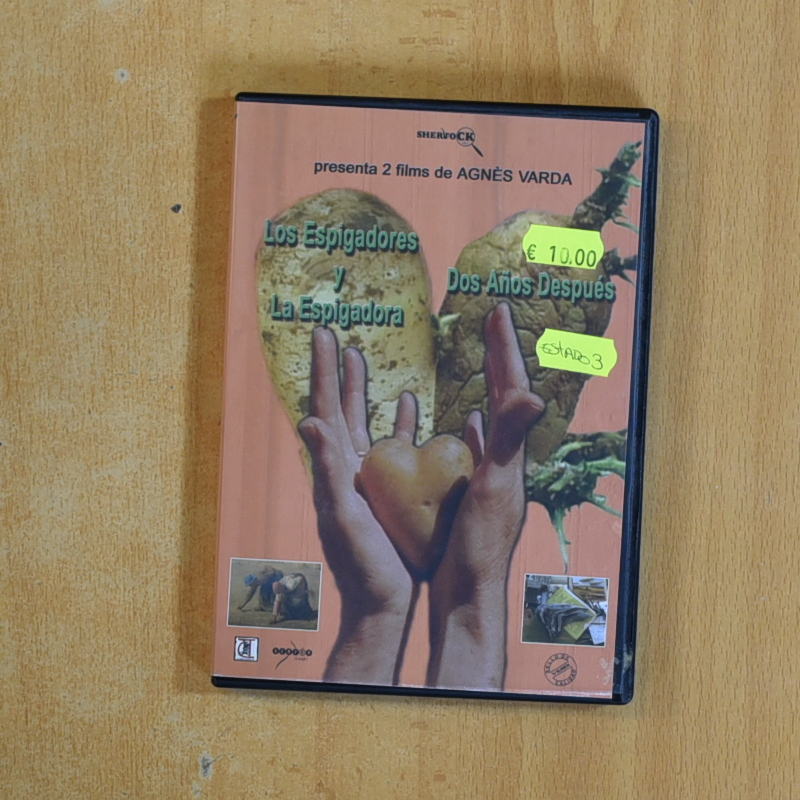 SHERLOCK
presenta 2 films de AGNÈS VARDA
Los Espigadores
y
La Espigadora
Dos Años Después
€ 10.00
ESTADO 3